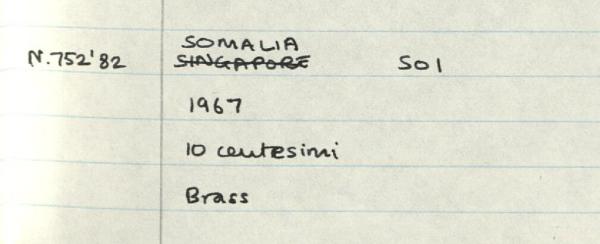 SOMALIA
N.752'82 SINGAPORE SO1
1967
10 centesimi
Brass